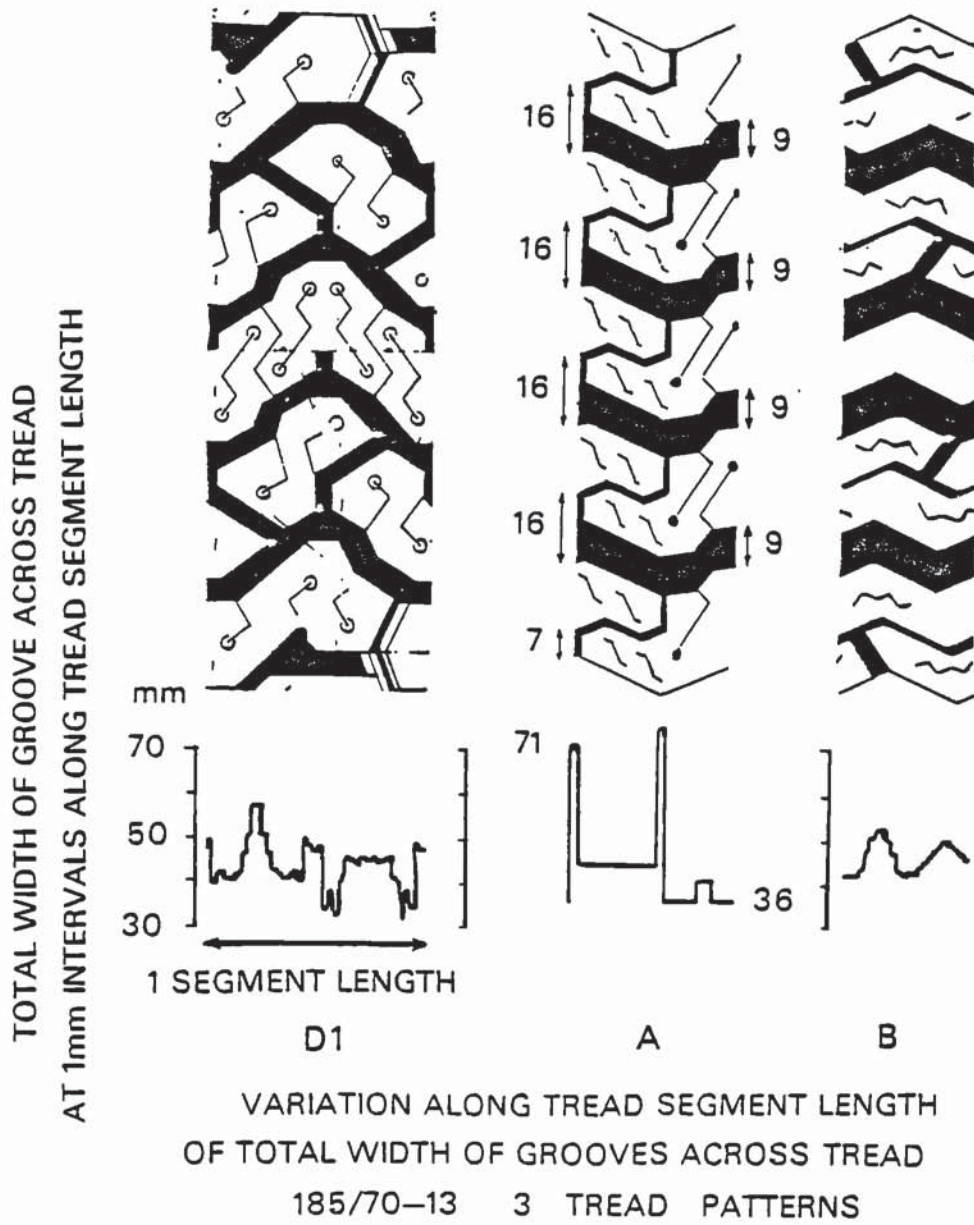 TOTAL WIDTH OF GROOVE ACROSS TREAD
AT 1mm INTERVALS ALONG TREAD SEGMENT LENGTH
16
9
16
9
16
9
16
9
7
mm
70
50
30
71
36
1 SEGMENT LENGTH
D1
A
B
VARIATION ALONG TREAD SEGMENT LENGTH
OF TOTAL WIDTH OF GROOVES ACROSS TREAD
185/70–13 3 TREAD PATTERNS